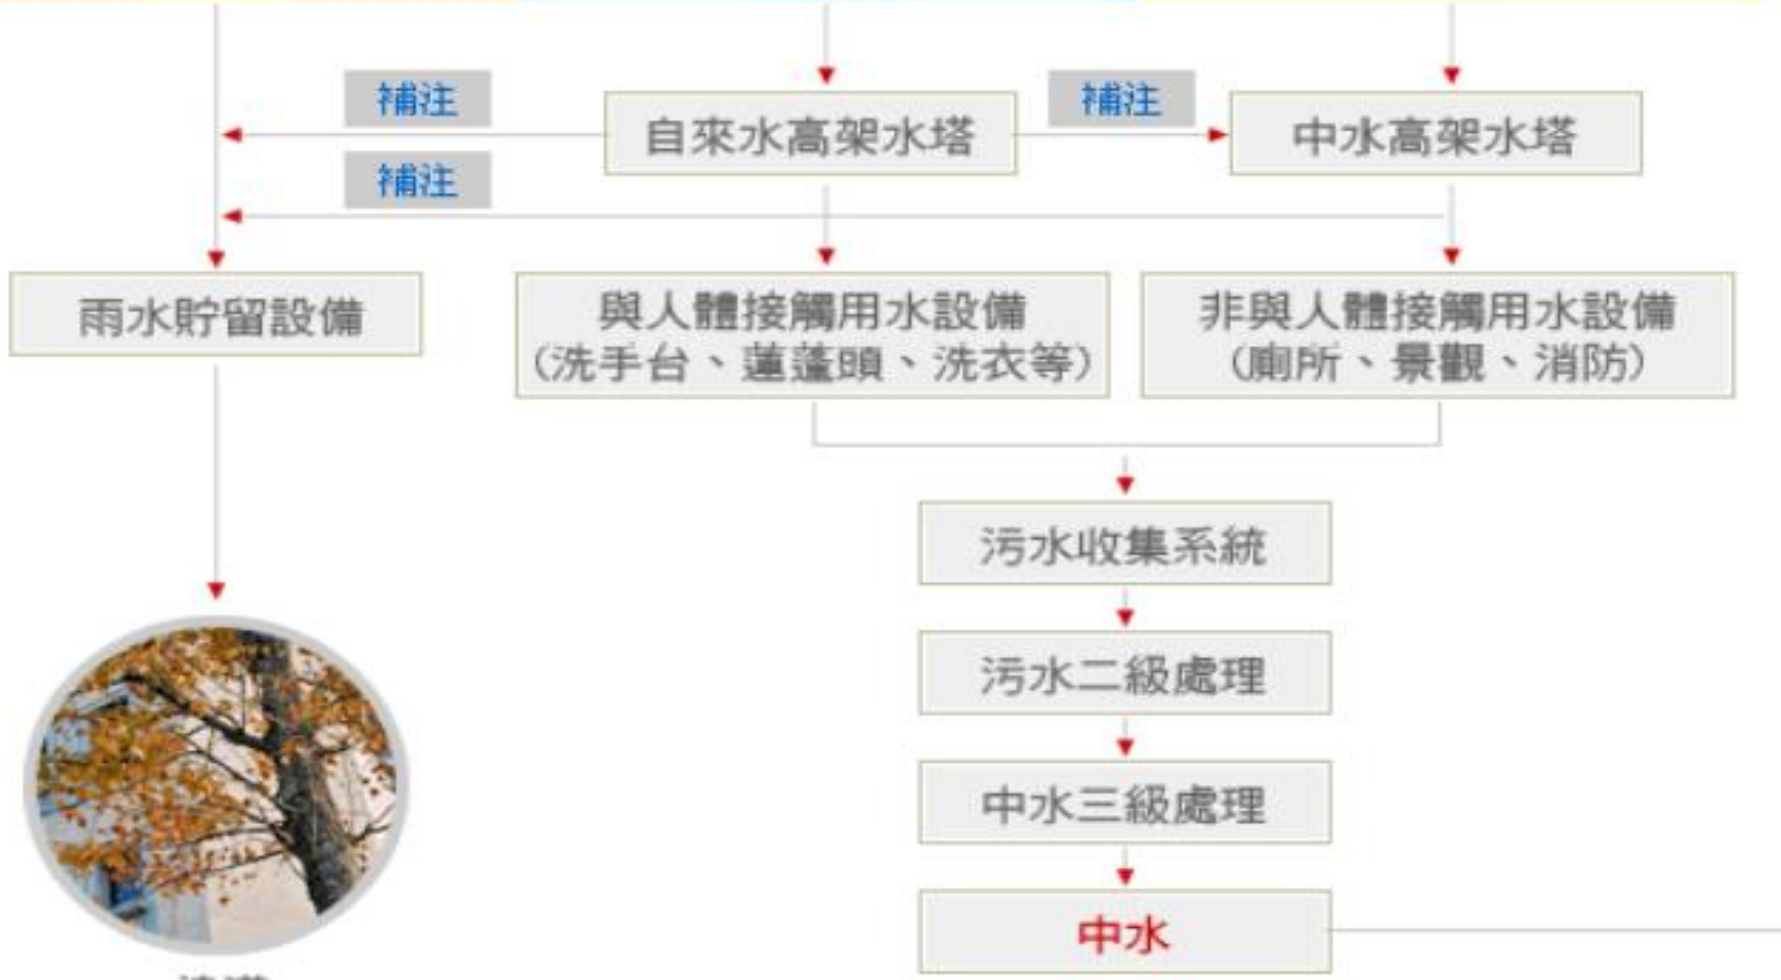 補注
自來水高架水塔
補注
中水高架水塔
補注
雨水貯留設備
與人體接觸用水設備
(洗手台、蓮蓬頭、洗衣等)
非與人體接觸用水設備
(廁所、景觀、消防)
污水收集系統
污水二級處理
中水三級處理
中水